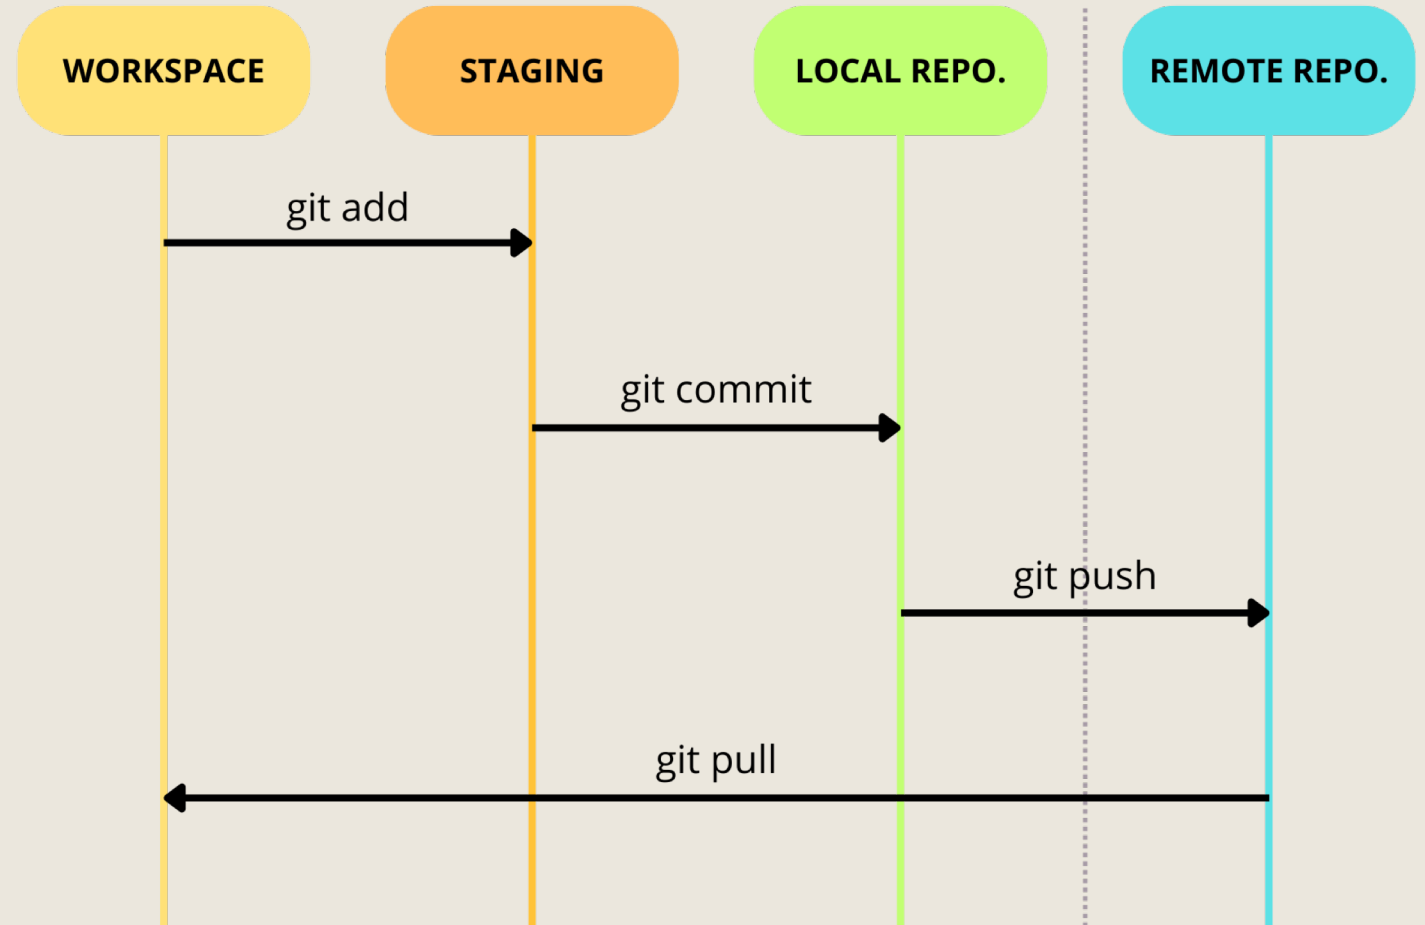 WORKSPACE
STAGING
LOCAL REPO.
REMOTE REPO.
git add
git commit
git push
git pull